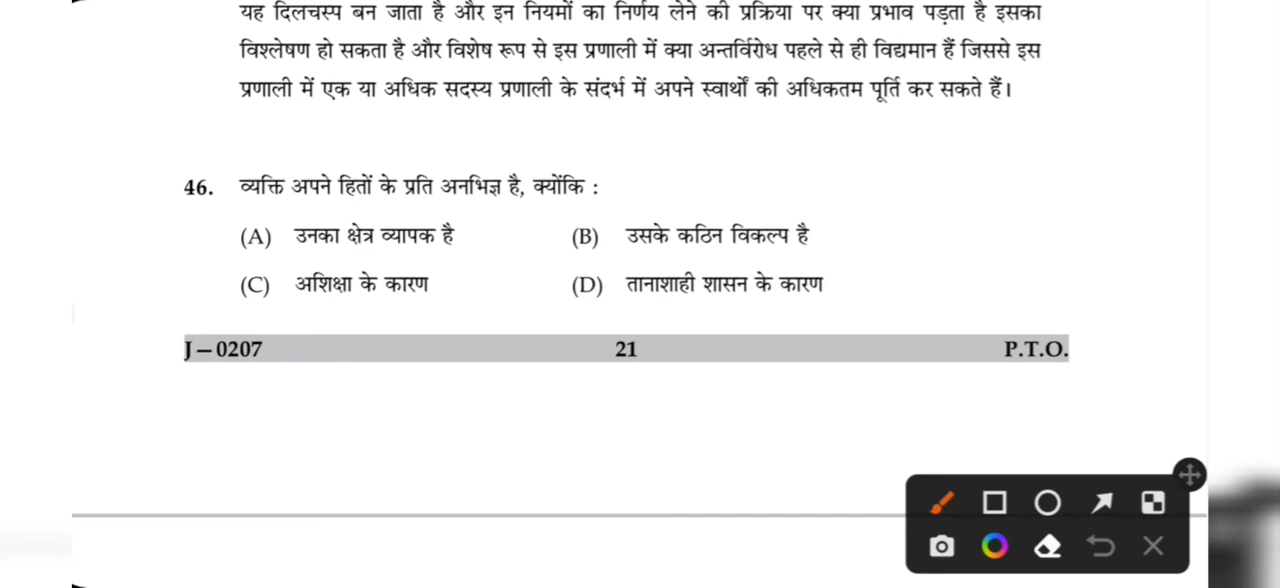 यह दिलचस्प बन जाता है और इन नियमों का निर्णय लेने की प्रक्रिया पर क्या प्रभाव पड़ता है इसका
विश्लेषण हो सकता है और विशेष रूप से इस प्रणाली में क्या अन्तर्विरोध पहले से ही विद्यमान हैं जिससे इस
प्रणाली में एक या अधिक सदस्य प्रणाली के संदर्भ में अपने स्वार्थों की अधिकतम पूर्ति कर सकते हैं।
46. व्यक्ति अपने हितों के प्रति अनभिज्ञ है, क्योंकि :
(A) उनका क्षेत्र व्यापक है (B) उसके कठिन विकल्प है
(C) अशिक्षा के कारण (D) तानाशाही शासन के कारण
J – 0207 21 P.T.O.